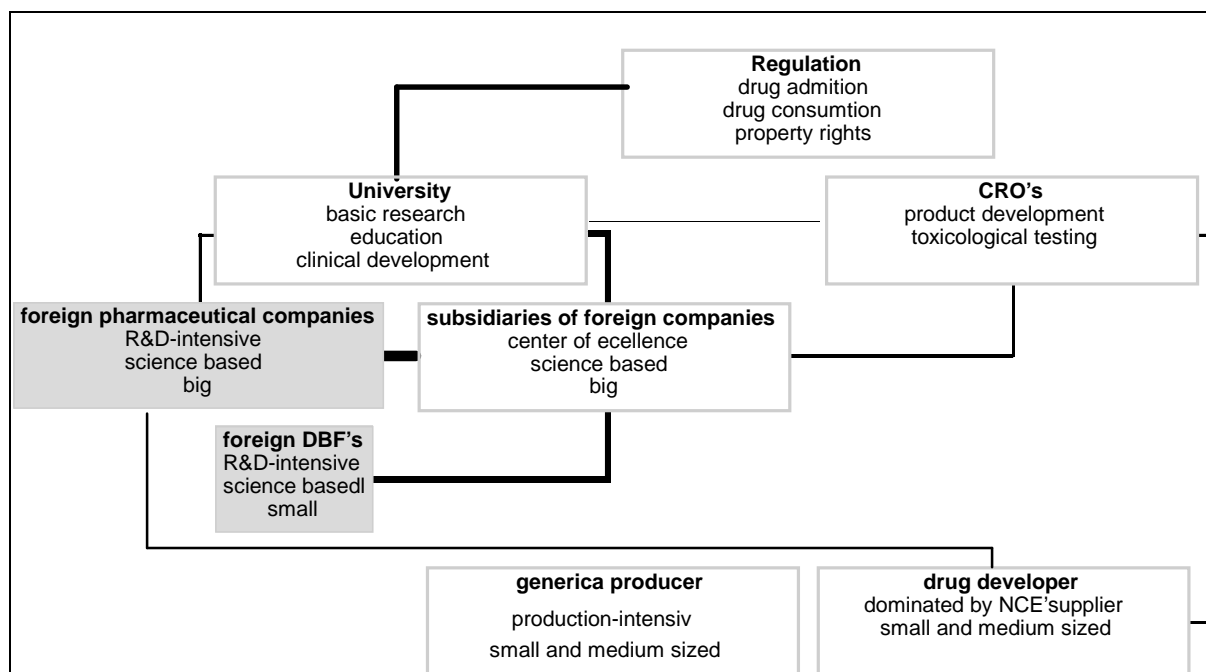 Regulation
drug admition
drug consumtion
property rights
University
basic research
education
clinical development
CRO's
product development
toxicological testing
foreign pharmaceutical companies
R&D-intensive
science based
big
subsidiaries of foreign companies
center of ecellence
science based
big
foreign DBF's
R&D-intensive
science basedl
small
generica producer
production-intensiv
small and medium sized
drug developer
dominated by NCE'supplier
small and medium sized